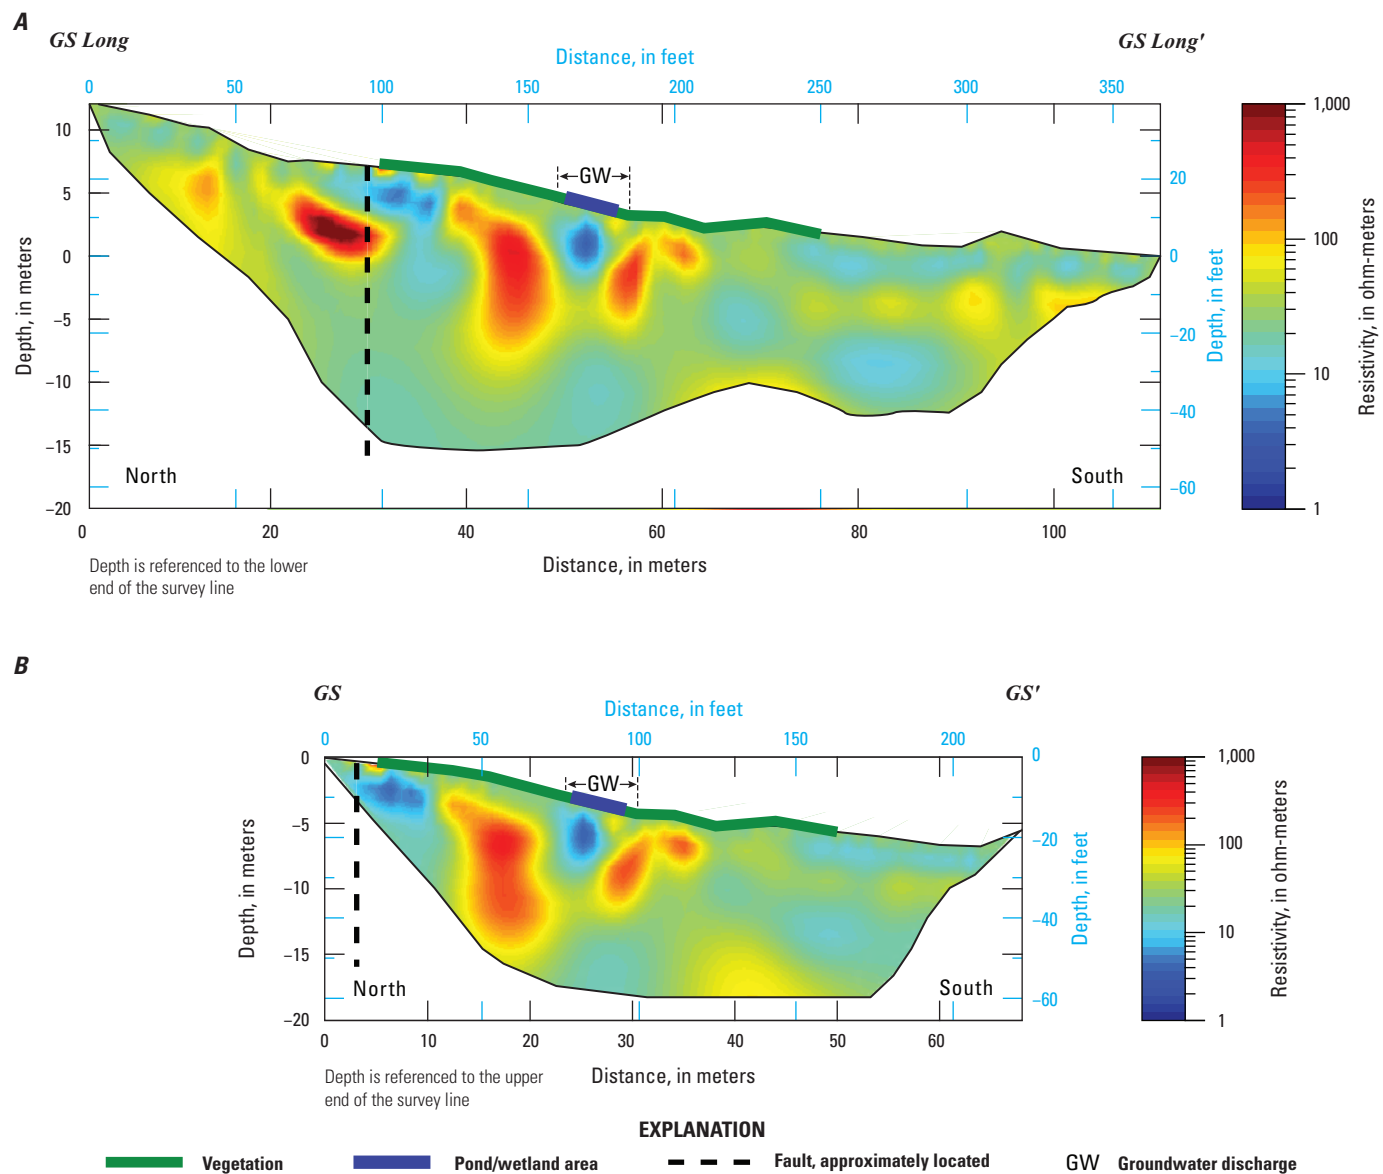 A
GS Long
GS Long'
Distance, in feet
0 50 100 150 200 250 300 350
10
5
0
−5
−10
−15
−20
Depth, in meters
GW
20
0
−20
−40
−60
Depth, in feet
1,000
100
10
1
Resistivity, in ohm-meters
North
South
0 20 40 60 80 100
Distance, in meters
Depth is referenced to the lower
end of the survey line
B
GS
GS'
Distance, in feet
0 50 100 150 200
0
−5
−10
−15
−20
Depth, in meters
GW
0
−20
−40
−60
Depth, in feet
1,000
100
10
1
Resistivity, in ohm-meters
North
South
0 10 20 30 40 50 60
Distance, in meters
Depth is referenced to the upper
end of the survey line
EXPLANATION
Vegetation
Pond/wetland area
Fault, approximately located
GW Groundwater discharge